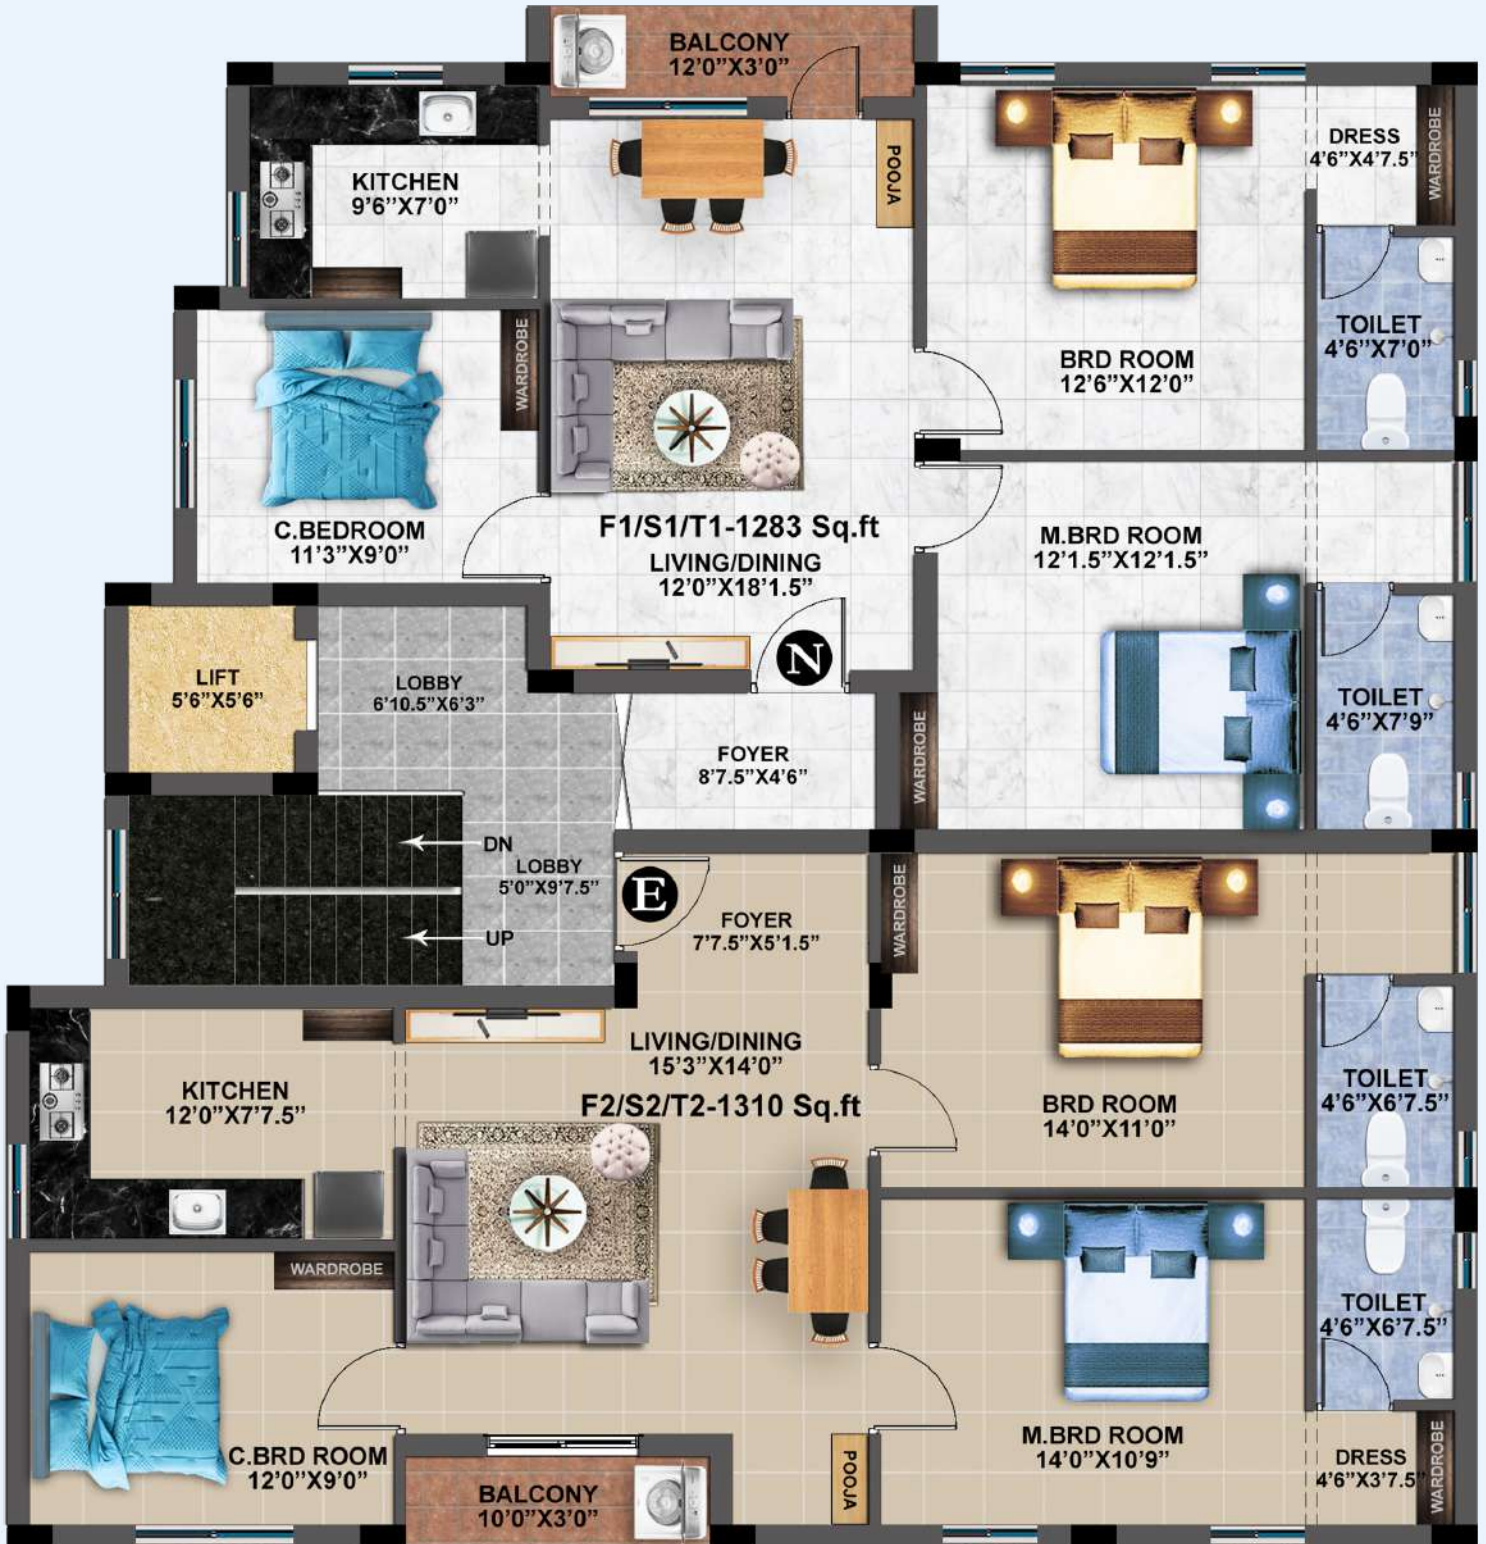 BALCONY
12'0"X3'0"
KITCHEN
9'6"X7'0"
POOJA
DRESS
4'6"X4'7.5"
WARDROBE
WARDROBE
BRD ROOM
12'6"X12'0"
TOILET
4'6"X7'0"
C.BEDROOM
11'3"X9'0"
F1/S1/T1-1283 Sq.ft
LIVING/DINING
12'0"X18'1.5"
M.BRD ROOM
12'1.5"X12'1.5"
N
LIFT
5'6"X5'6"
LOBBY
6'10.5"X6'3"
FOYER
8'7.5"X4'6"
WARDROBE
TOILET
4'6"X7'9"
DN
LOBBY
5'0"X9'7.5"
UP
E
FOYER
7'7.5"X5'1.5"
WARDROBE
LIVING/DINING
15'3"X14'0"
F2/S2/T2-1310 Sq.ft
KITCHEN
12'0"X7'7.5"
BRD ROOM
14'0"X11'0"
TOILET
4'6"X6'7.5"
WARDROBE
TOILET
4'6"X6'7.5"
C.BRD ROOM
12'0"X9'0"
BALCONY
10'0"X3'0"
POOJA
M.BRD ROOM
14'0"X10'9"
DRESS
4'6"X3'7.5"
WARDROBE